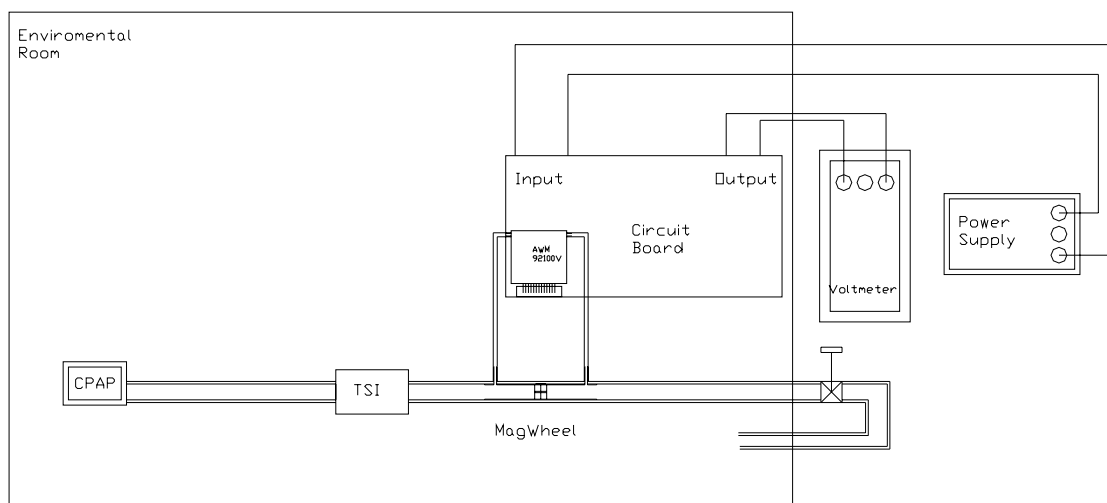 Enviromental
Room
Input
Output
Circuit
Board
AWM
92100V
Power
Supply
Voltmeter
CPAP
TSI
MagWheel